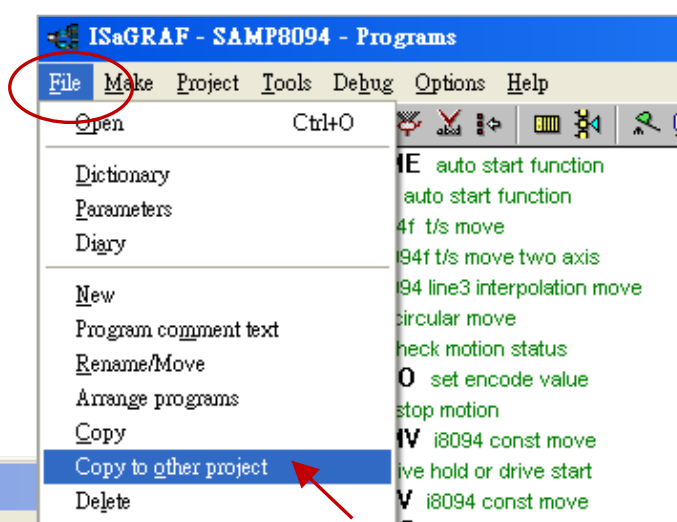 ISaGRAF - SAMP8094 - Programs
File Make Project Tools Debug Options Help
Open Ctrl+O
Dictionary
Parameters
Diary
New
Program comment text
Rename/Move
Arrange programs
Copy
Copy to other project
Delete
auto start function
auto start function
4f t/s move
94f t/s move two axis
94 line3 interpolation move
circular move
heck motion status
O set encode value
stop motion
V i8094 const move
ive hold or drive start
V i8094 const move